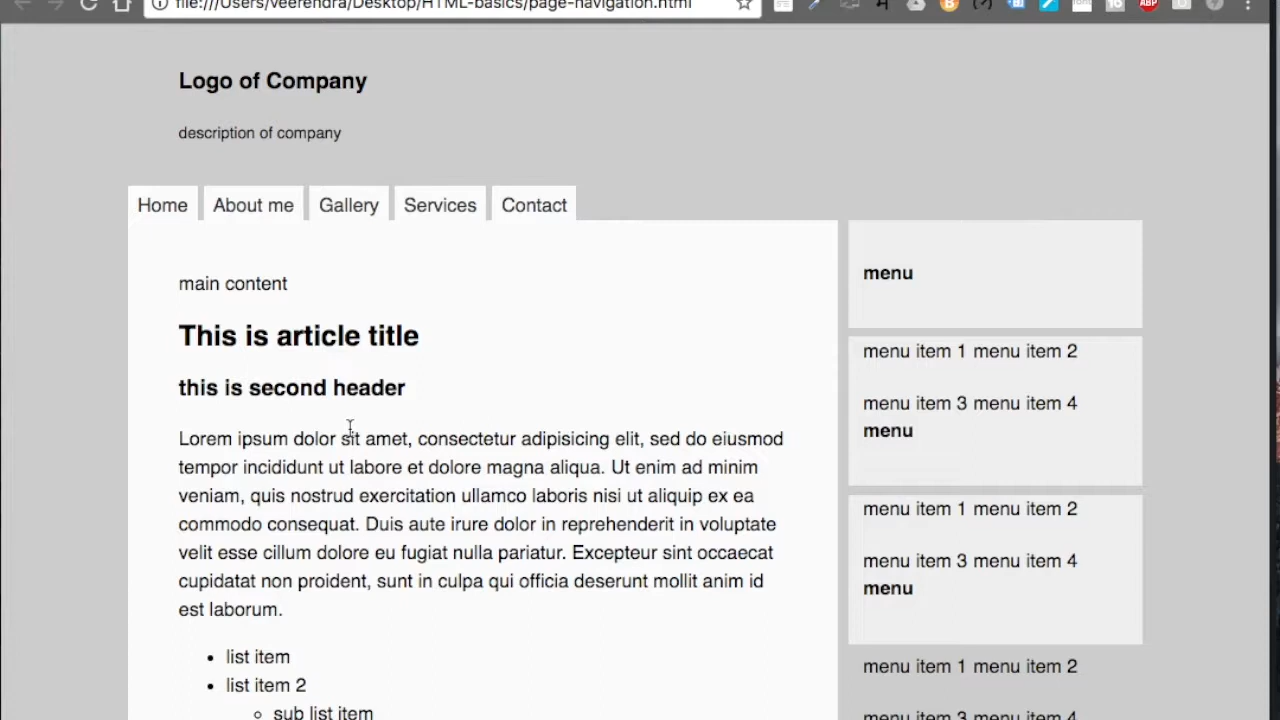 file:///Users/veerendra/Desktop/HTML-basics/page-navigation.html
ABP
Logo of Company
description of company
Home About me Gallery Services Contact
main content
This is article title
this is second header
Lorem ipsum dolor sit amet, consectetur adipisicing elit, sed do eiusmod
tempor incididunt ut labore et dolore magna aliqua. Ut enim ad minim
veniam, quis nostrud exercitation ullamco laboris nisi ut aliquip ex ea
commodo consequat. Duis aute irure dolor in reprehenderit in voluptate
velit esse cillum dolore eu fugiat nulla pariatur. Excepteur sint occaecat
cupidatat non proident, sunt in culpa qui officia deserunt mollit anim id
est laborum.
• list item
• list item 2
◦ sub list item
menu
menu item 1 menu item 2
menu item 3 menu item 4
menu
menu item 1 menu item 2
menu item 3 menu item 4
menu
menu item 1 menu item 2
menu item 3 menu item 4